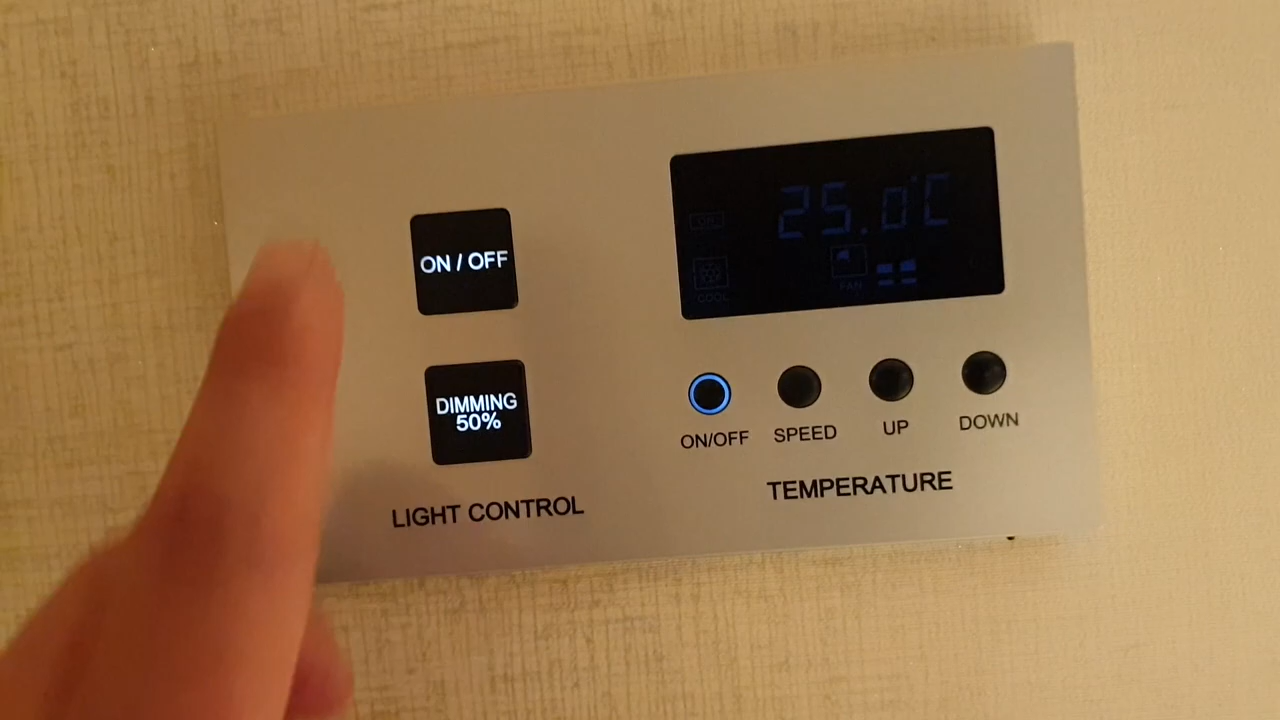 ON / OFF
DIMMING
50%
LIGHT CONTROL
25.0°C
COOL
FAN
ON/OFF
SPEED
UP
DOWN
TEMPERATURE